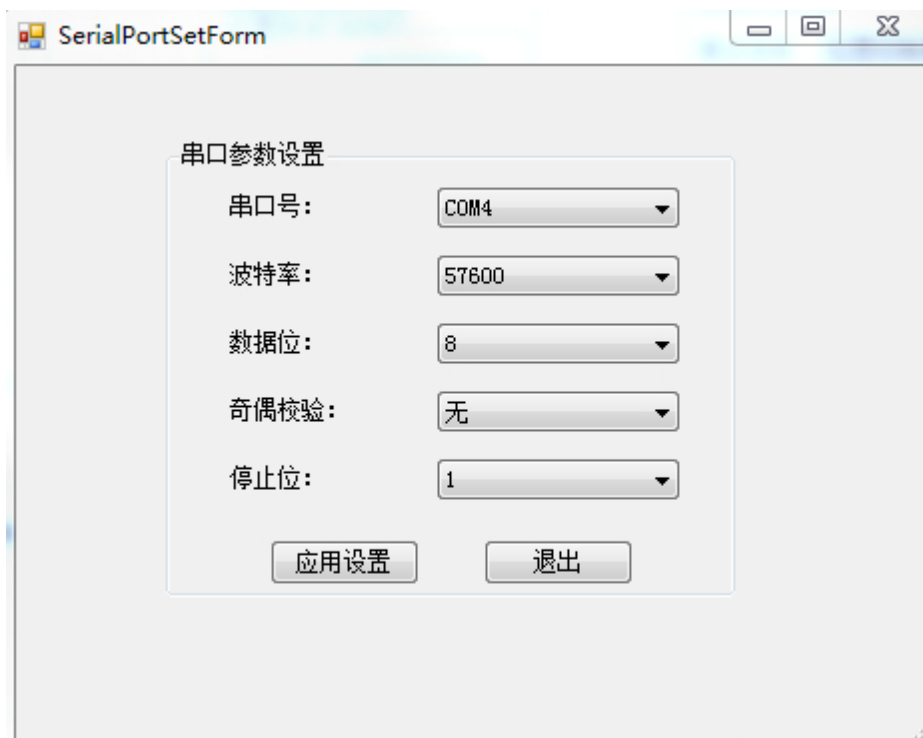 SerialPortSetForm
串口参数设置
串口号: COM4
波特率: 57600
数据位: 8
奇偶校验: 无
停止位: 1
应用设置 退出